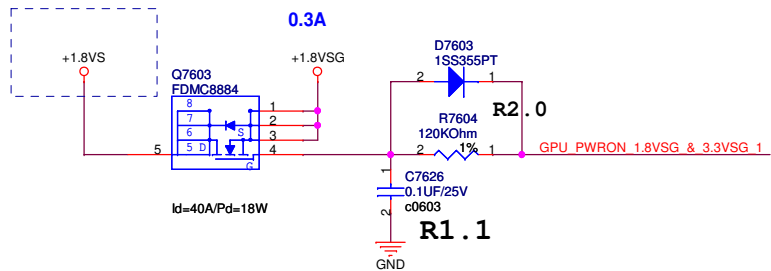 0.3A
+1.8VS
+1.8VSG
D7603
1SS355PT
Q7603
FDMC8884
2
1
8
7
6
5
D
S
G
1
2
3
4
5
R2.0
R7604
120KOhm
2
1%
1
GPU_PWRON_1.8VSG_&_3.3VSG_1
1
C7626
0.1UF/25V
c0603
2
Id=40A/Pd=18W
R1.1
GND